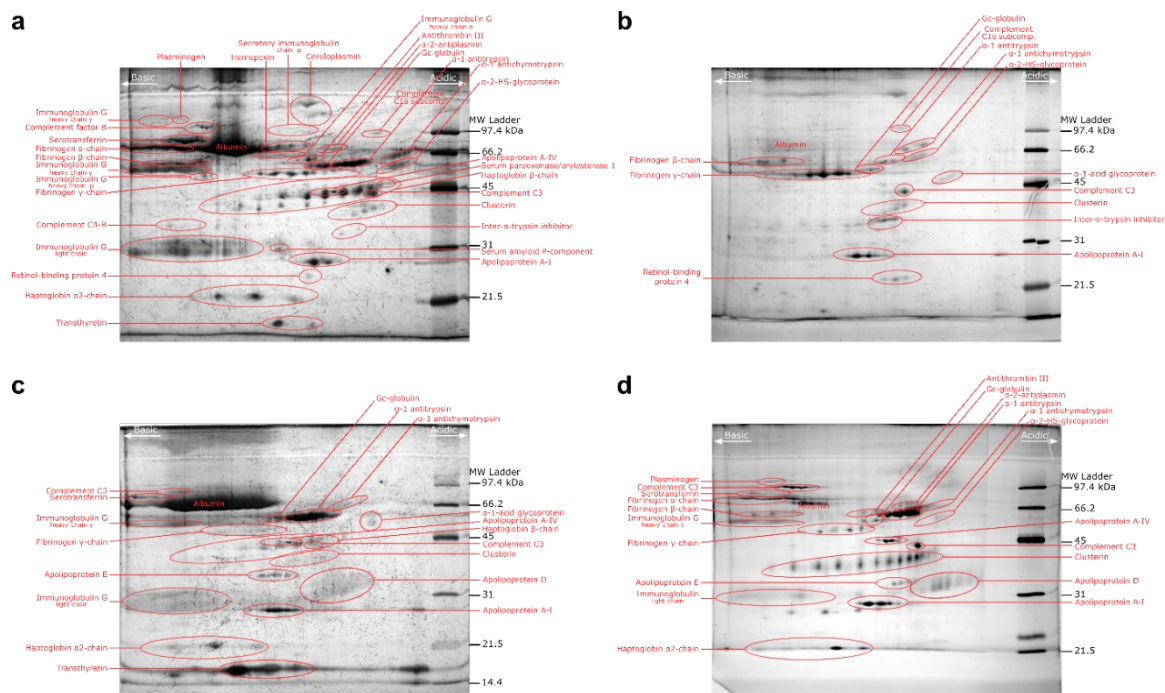 a
Immunoglobulin G
heavy chain α
Antithrombin III
α-2-antiplasmin
Gc-globulin
α-1 antitrypsin
α-1 antichymotrypsin
α-2-HS-glycoprotein
Secretory immunoglobulin
chain α
Plasminogen
Hemopexin
Ceruloplasmin
Basic
Acidic
Complement
C1s subcomp.
Immunoglobulin G
heavy chain γ
Complement factor B
Serotransferrin
Fibrinogen α-chain
Fibrinogen β-chain
Immunoglobulin G
heavy chain γ
Immunoglobulin G
heavy chain μ
Fibrinogen γ-chain
Complement C4-B
Immunoglobulin G
light chain
Retinol-binding protein 4
Haptoglobin α2-chain
Transthyretin
Albumin
Apolipoprotein A-IV
Serum paraoxonase/arylesterase 1
Haptoglobin β-chain
Complement C3
Clusterin
Inter-α-trypsin inhibitor
Serum amyloid P-component
Apolipoprotein A-I
MW Ladder
97.4 kDa
66.2
45
31
21.5
b
Gc-globulin
Complement
C1s subcomp.
α-1 antitrypsin
α-1 antichymotrypsin
α-2-HS-glycoprotein
Basic
Acidic
Albumin
Fibrinogen β-chain
Fibrinogen γ-chain
Retinol-binding
protein 4
α-1-acid glycoprotein
Complement C3
Clusterin
Inter-α-trypsin inhibitor
Apolipoprotein A-I
MW Ladder
97.4 kDa
66.2
45
31
21.5
c
Gc-globulin
α-1 antitrypsin
α-1 antichymotrypsin
Basic
Acidic
Complement C3
Serotransferrin
Albumin
Immunoglobulin G
heavy chain γ
Fibrinogen γ-chain
Apolipoprotein E
Immunoglobulin G
light chain
Haptoglobin α2-chain
Transthyretin
α-1-acid glycoprotein
Apolipoprotein A-IV
Haptoglobin β-chain
Complement C3
Clusterin
Apolipoprotein D
Apolipoprotein A-I
MW Ladder
97.4 kDa
66.2
45
31
21.5
14.4
d
Antithrombin III
Gc-globulin
α-2-antiplasmin
α-1 antitrypsin
α-1 antichymotrypsin
α-2-HS-glycoprotein
Basic
Acidic
Plasminogen
Complement C3
Serotransferrin
Fibrinogen α-chain
Albumin
Fibrinogen β-chain
Immunoglobulin G
heavy chain γ
Fibrinogen γ-chain
Apolipoprotein E
Immunoglobulin
light chain
Haptoglobin α2-chain
Apolipoprotein A-IV
Complement C3
Clusterin
Apolipoprotein D
Apolipoprotein A-I
MW Ladder
97.4 kDa
66.2
45
31
21.5